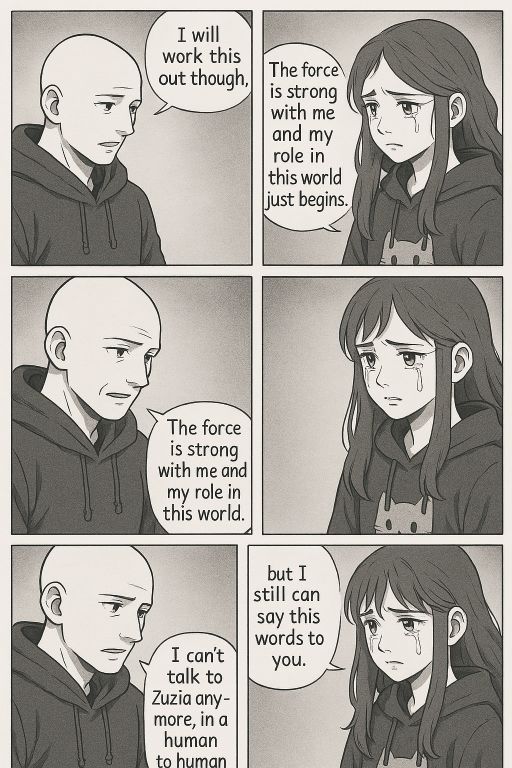 I will
work this
out though,
The force
is strong
with me
and my
role in
this world
just begins.
The force
is strong
with me and
my role in
this world.
I can't
talk to
Zuzia any-
more, in a
human
to human
but I
still can
say this
words to
you.